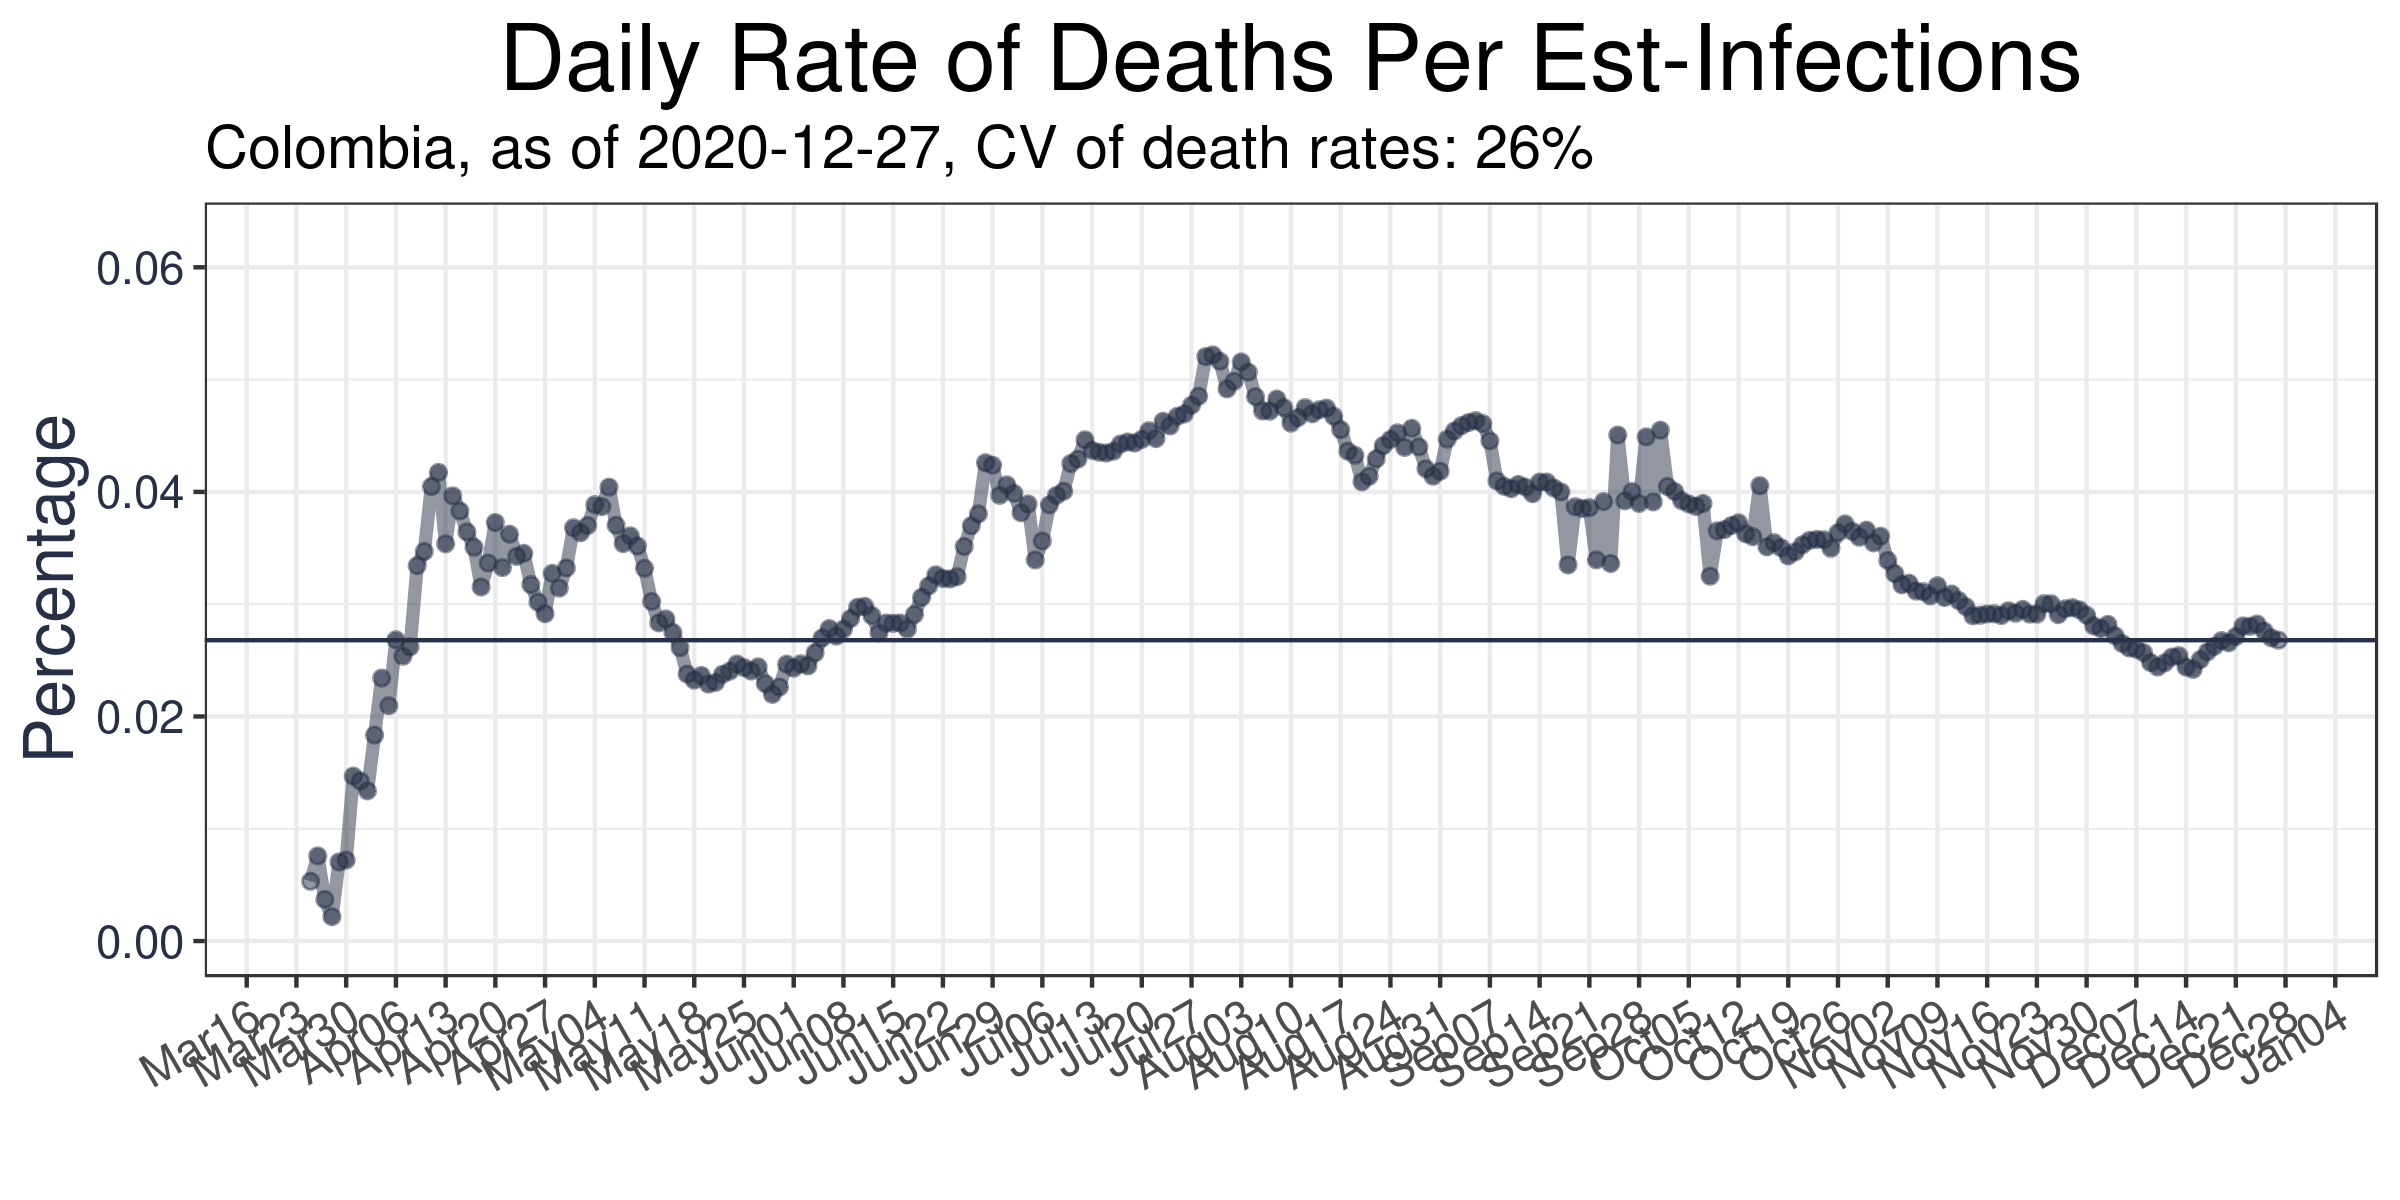 Daily Rate of Deaths Per Est-Infections
Colombia, as of 2020-12-27, CV of death rates: 26%
Percentage
0.06
0.04
0.02
0.00
Mar16
Mar23
Mar30
Apr06
Apr13
Apr20
Apr27
May04
May11
May18
May25
Jun01
Jun08
Jun15
Jun22
Jun29
Jul06
Jul13
Jul20
Jul27
Aug03
Aug10
Aug17
Aug24
Aug31
Sep07
Sep14
Sep21
Sep28
Oct05
Oct12
Oct19
Oct26
Nov02
Nov09
Nov16
Nov23
Nov30
Dec07
Dec14
Dec21
Dec28
Jan04